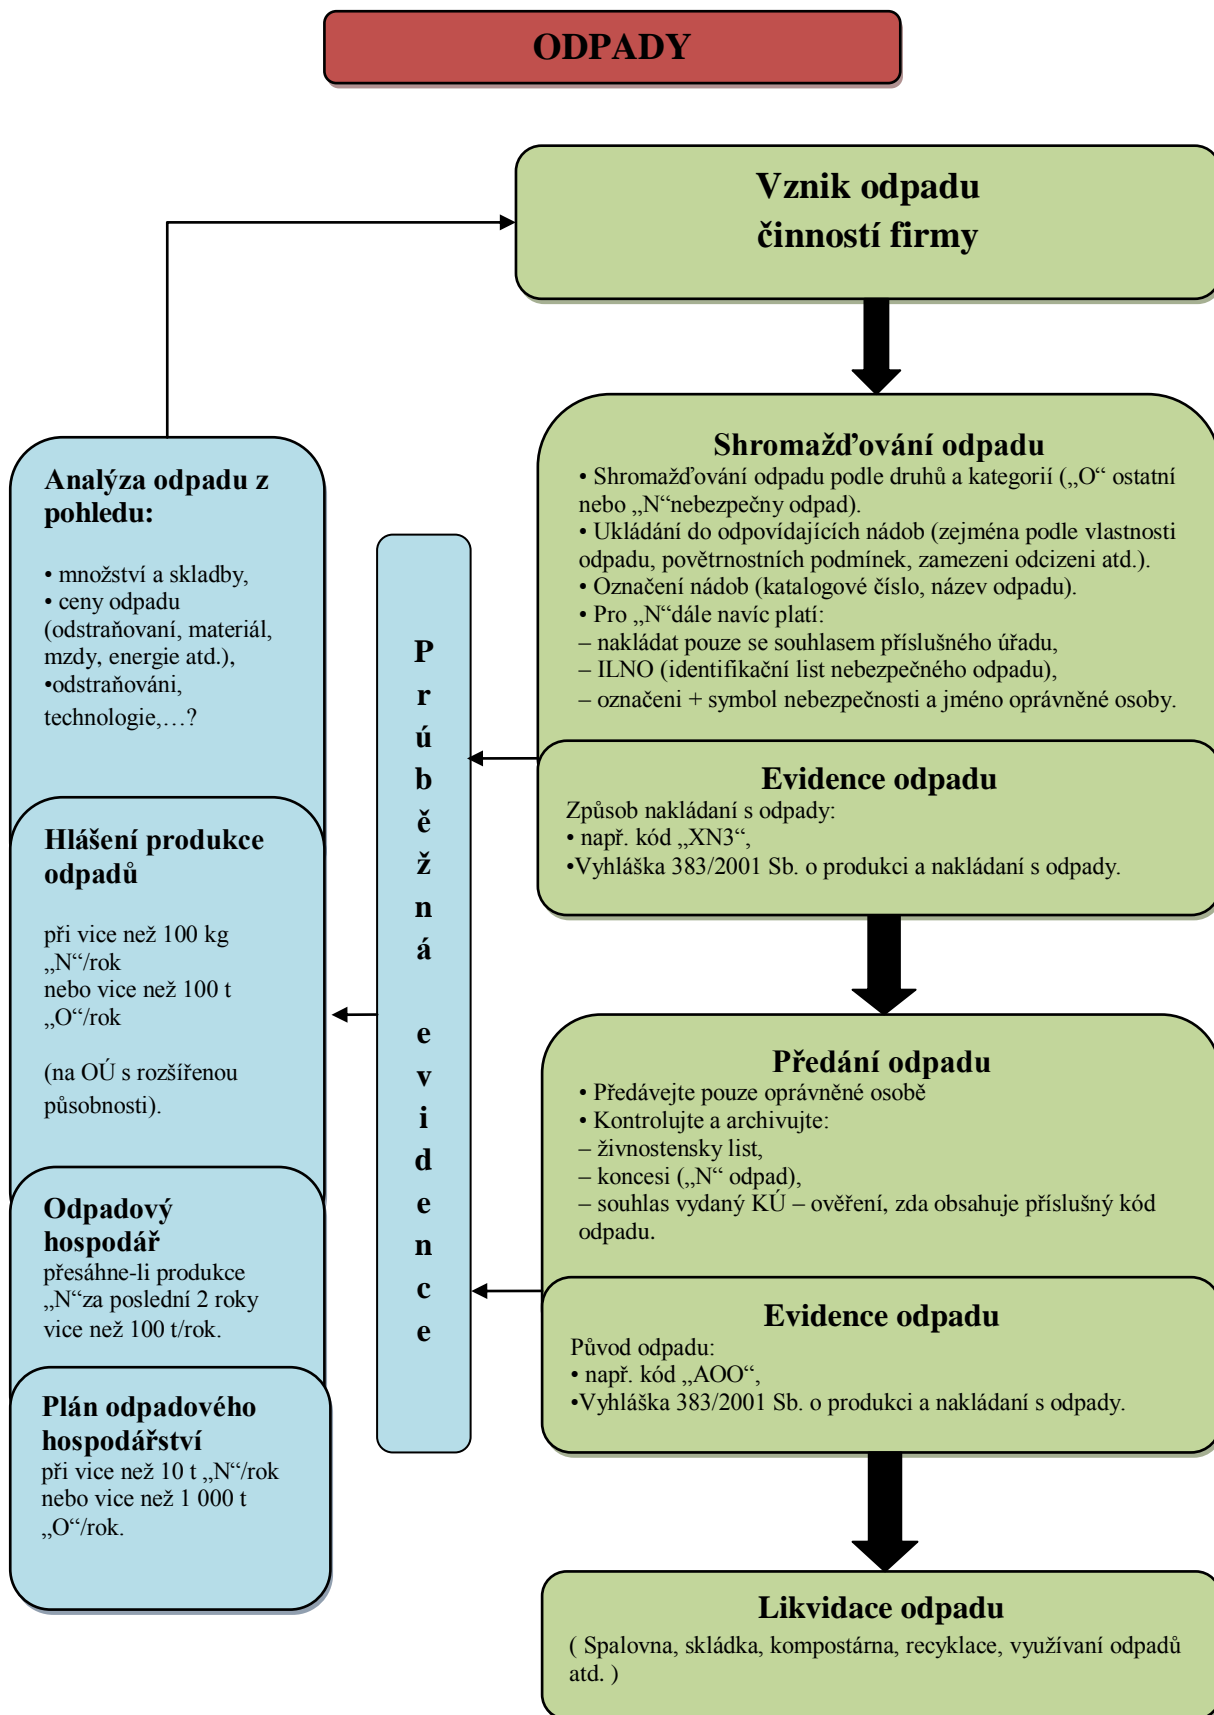 ODPADY
Vznik odpadu
činností firmy
Shromažďování odpadu
• Shromažďování odpadu podle druhů a kategorií („O“ ostatní
nebo „N“nebezpečny odpad).
• Ukládání do odpovídajících nádob (zejména podle vlastnosti
odpadu, povětrnostních podmínek, zamezeni odcizeni atd.).
• Označení nádob (katalogové číslo, název odpadu).
• Pro „N“dále navíc platí:
– nakládat pouze se souhlasem příslušného úřadu,
– ILNO (identifikační list nebezpečného odpadu),
– označeni + symbol nebezpečnosti a jméno oprávněné osoby.
Evidence odpadu
Způsob nakládaní s odpady:
• např. kód „XN3“,
•Vyhláška 383/2001 Sb. o produkci a nakládaní s odpady.
Předání odpadu
• Předávejte pouze oprávněné osobě
• Kontrolujte a archivujte:
– živnostensky list,
– koncesi („N“ odpad),
– souhlas vydaný KÚ – ověření, zda obsahuje příslušný kód
odpadu.
Evidence odpadu
Původ odpadu:
• např. kód „AOO“,
•Vyhláška 383/2001 Sb. o produkci a nakládaní s odpady.
Likvidace odpadu
( Spalovna, skládka, kompostárna, recyklace, využívaní odpadů
atd. )
Prúběžná evidence
Analýza odpadu z
pohledu:
• množství a skladby,
• ceny odpadu
(odstraňovaní, materiál,
mzdy, energie atd.),
•odstraňováni,
technologie,…?
Hlášení produkce
odpadů
při vice než 100 kg
„N“/rok
nebo vice než 100 t
„O“/rok
(na OÚ s rozšířenou
působnosti).
Odpadový
hospodář
přesáhne-li produkce
„N“za poslední 2 roky
vice než 100 t/rok.
Plán odpadového
hospodářství
při vice než 10 t „N“/rok
nebo vice než 1 000 t
„O“/rok.